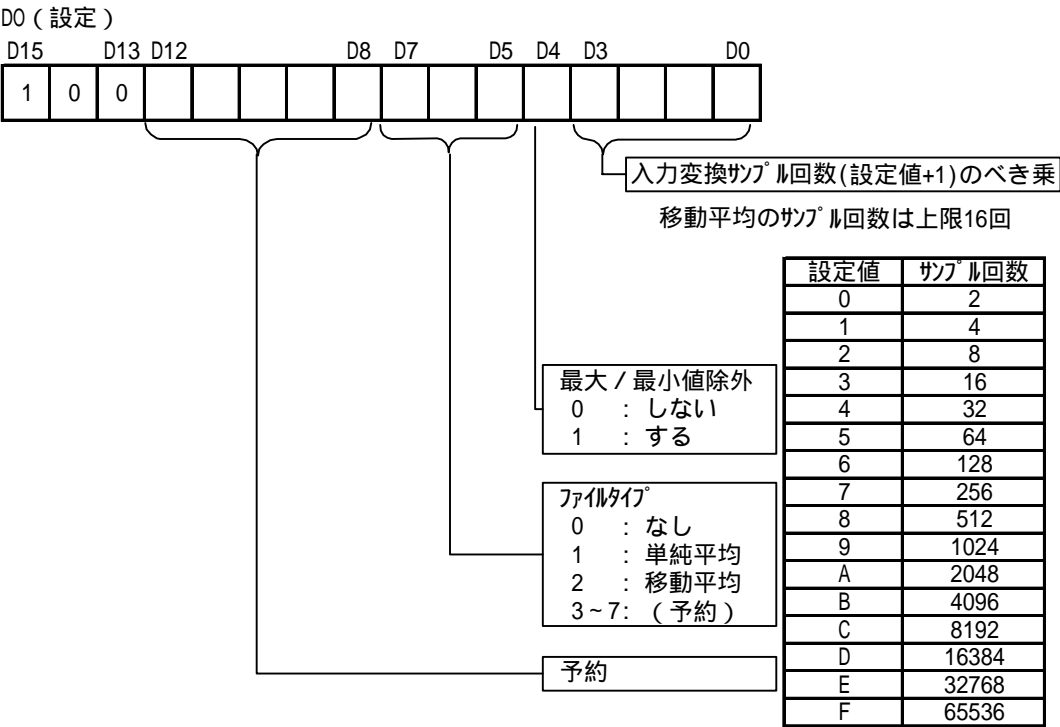 DO（設定）
D15 D13 D12 D8 D7 D5 D4 D3 D0
1 0 0
入力変換ｻﾝﾌﾟﾙ回数(設定値+1)のべき乗
移動平均のｻﾝﾌﾟﾙ回数は上限16回
設定値 ｻﾝﾌﾟﾙ回数
0 2
1 4
2 8
3 16
4 32
5 64
6 128
7 256
8 512
9 1024
A 2048
B 4096
C 8192
D 16384
E 32768
F 65536
最大／最小値除外
0 : しない
1 : する
ﾌｧｲﾙﾀｲﾌﾟ
0 : なし
1 : 単純平均
2 : 移動平均
3~7: （予約）
予約